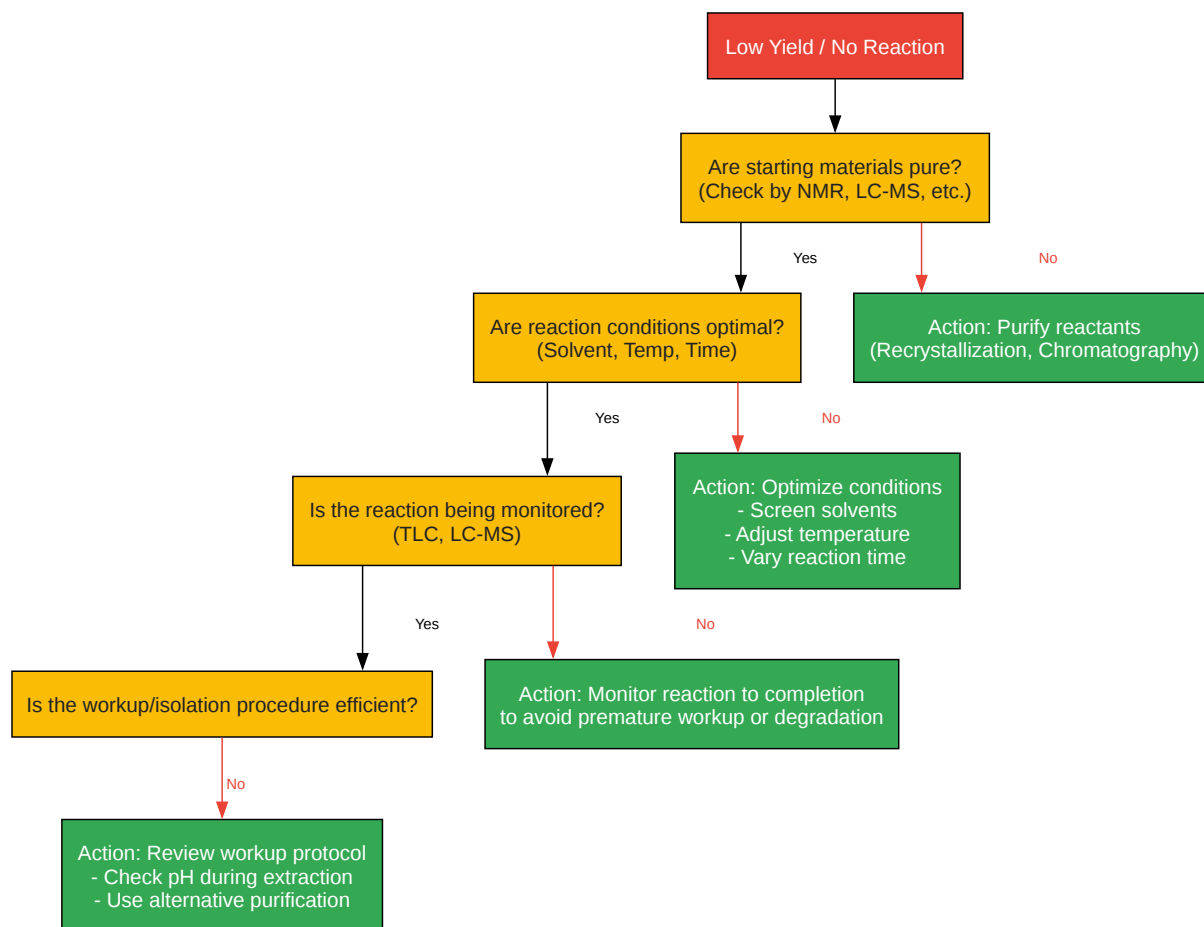 Low Yield / No Reaction
Are starting materials pure?
(Check by NMR, LC-MS, etc.)
Yes
No
Are reaction conditions optimal?
(Solvent, Temp, Time)
Action: Purify reactants
(Recrystallization, Chromatography)
Yes
No
Is the reaction being monitored?
(TLC, LC-MS)
Action: Optimize conditions
- Screen solvents
- Adjust temperature
- Vary reaction time
Yes
No
Is the workup/isolation procedure efficient?
Action: Monitor reaction to completion
to avoid premature workup or degradation
No
Action: Review workup protocol
- Check pH during extraction
- Use alternative purification